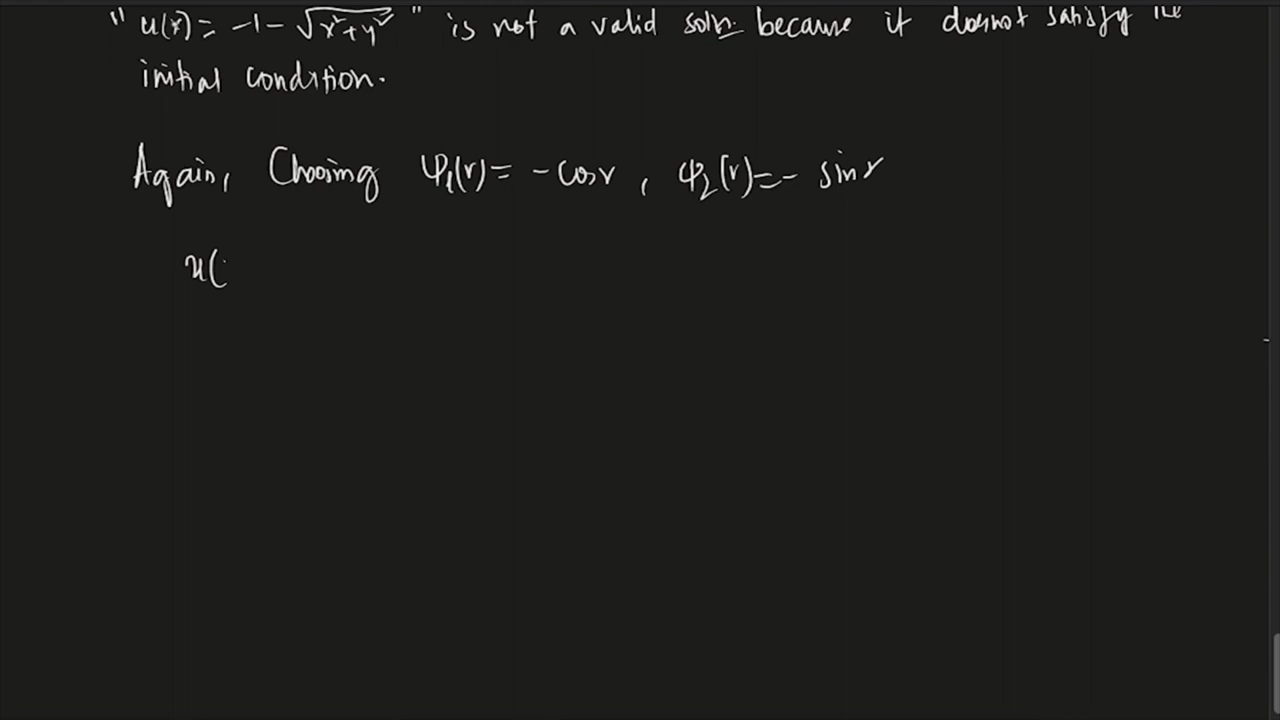 " u(x) = -1 - √x²+y² " is not a valid soln. because it doesnot satisfy the
initial condition.
Again, Choosing φ₁(r) = - cos r , φ₂(r) = - sin r
u(